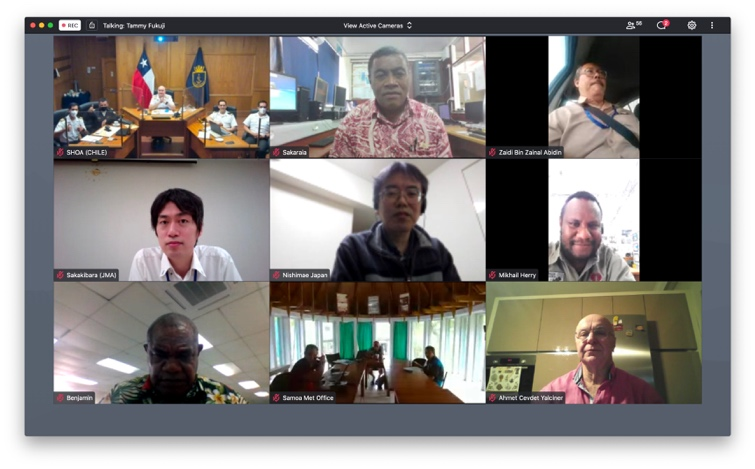 REC
Talking: Tammy Fukuji
View Active Cameras
56
2
SHOA (CHILE)
Sakaraia
Zaidi Bin Zainal Abidin
Sakakibara (JMA)
Nishimae Japan
Mikhail Herry
Benjamin
Samoa Met Office
Ahmet Cevdet Yalciner